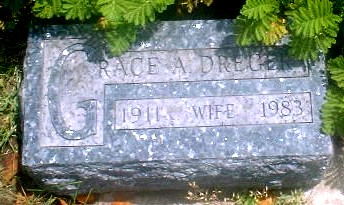 GRACE A. DREGER
1911 WIFE 1983